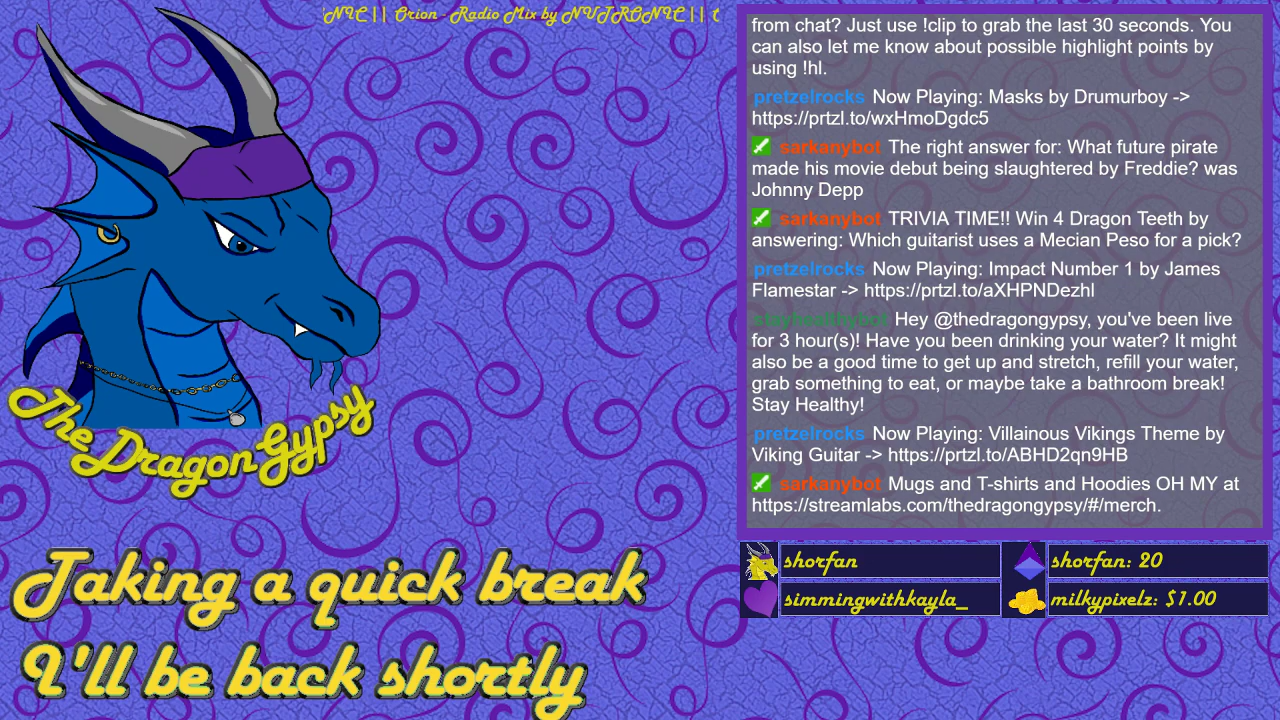 NIC || Orion - Radio Mix by NUTRONIC ||
from chat? Just use !clip to grab the last 30 seconds. You
can also let me know about possible highlight points by
using !hl.
pretzelrocks Now Playing: Masks by Drumurboy ->
https://prtzl.to/wxHmoDgdc5
sarkanybot The right answer for: What future pirate
made his movie debut being slaughtered by Freddie? was
Johnny Depp
sarkanybot TRIVIA TIME!! Win 4 Dragon Teeth by
answering: Which guitarist uses a Mecian Peso for a pick?
pretzelrocks Now Playing: Impact Number 1 by James
Flamestar -> https://prtzl.to/aXHPNDezhl
stayhealthybot Hey @thedragongypsy, you've been live
for 3 hour(s)! Have you been drinking your water? It might
also be a good time to get up and stretch, refill your water,
grab something to eat, or maybe take a bathroom break!
Stay Healthy!
pretzelrocks Now Playing: Villainous Vikings Theme by
Viking Guitar -> https://prtzl.to/ABHD2qn9HB
sarkanybot Mugs and T-shirts and Hoodies OH MY at
https://streamlabs.com/thedragongypsy/#/merch.
TheDragonGypsy
Taking a quick break
I'll be back shortly
shorfan
shorfan: 20
simmingwithkayla_
milkypixelz: $1.00